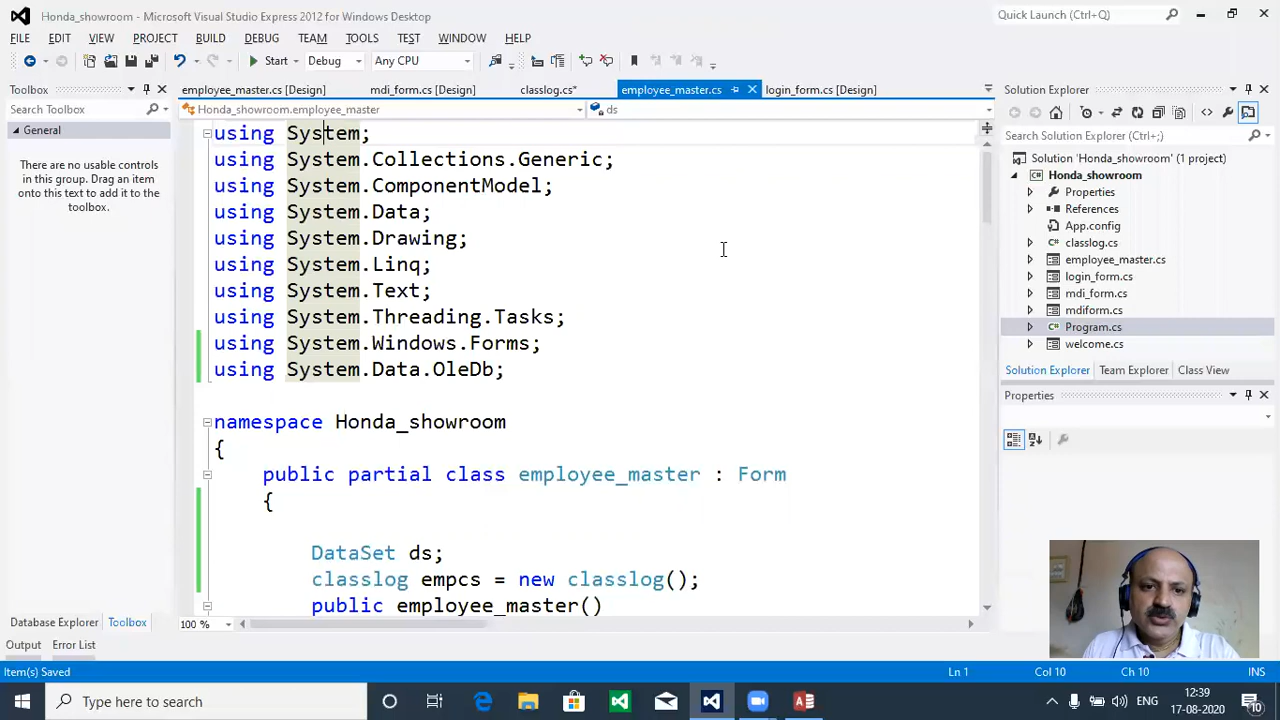 Honda_showroom - Microsoft Visual Studio Express 2012 for Windows Desktop
Quick Launch (Ctrl+Q)
FILE EDIT VIEW PROJECT BUILD DEBUG TEAM TOOLS TEST WINDOW HELP
Start Debug Any CPU
Toolbox
employee_master.cs [Design] mdi_form.cs [Design] classlog.cs* employee_master.cs login_form.cs [Design]
Solution Explorer
Search Toolbox
Honda_showroom.employee_master
ds
General
There are no usable controls
in this group. Drag an item
onto this text to add it to the
toolbox.
using System;
using System.Collections.Generic;
using System.ComponentModel;
using System.Data;
using System.Drawing;
using System.Linq;
using System.Text;
using System.Threading.Tasks;
using System.Windows.Forms;
using System.Data.OleDb;
namespace Honda_showroom
{
public partial class employee_master : Form
{
DataSet ds;
classlog empcs = new classlog();
public employee_master()
100 %
Search Solution Explorer (Ctrl+;)
Solution 'Honda_showroom' (1 project)
Honda_showroom
Properties
References
App.config
classlog.cs
employee_master.cs
login_form.cs
mdi_form.cs
mdiform.cs
Program.cs
welcome.cs
Solution Explorer Team Explorer Class View
Properties
Database Explorer Toolbox
Output Error List
Item(s) Saved
Ln 1 Col 10 Ch 10 INS
Type here to search
ENG
12:39
17-08-2020
10